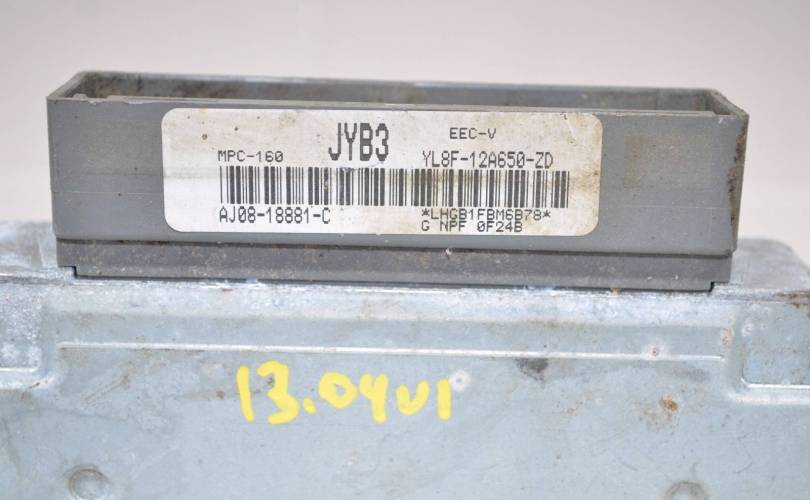 JYB3 EEC-V
MPC-160 YL8F-12A650-ZD
AJ08-18881-C *LHGB1FBM6B78*
G NPF 0F24B
13.04U1